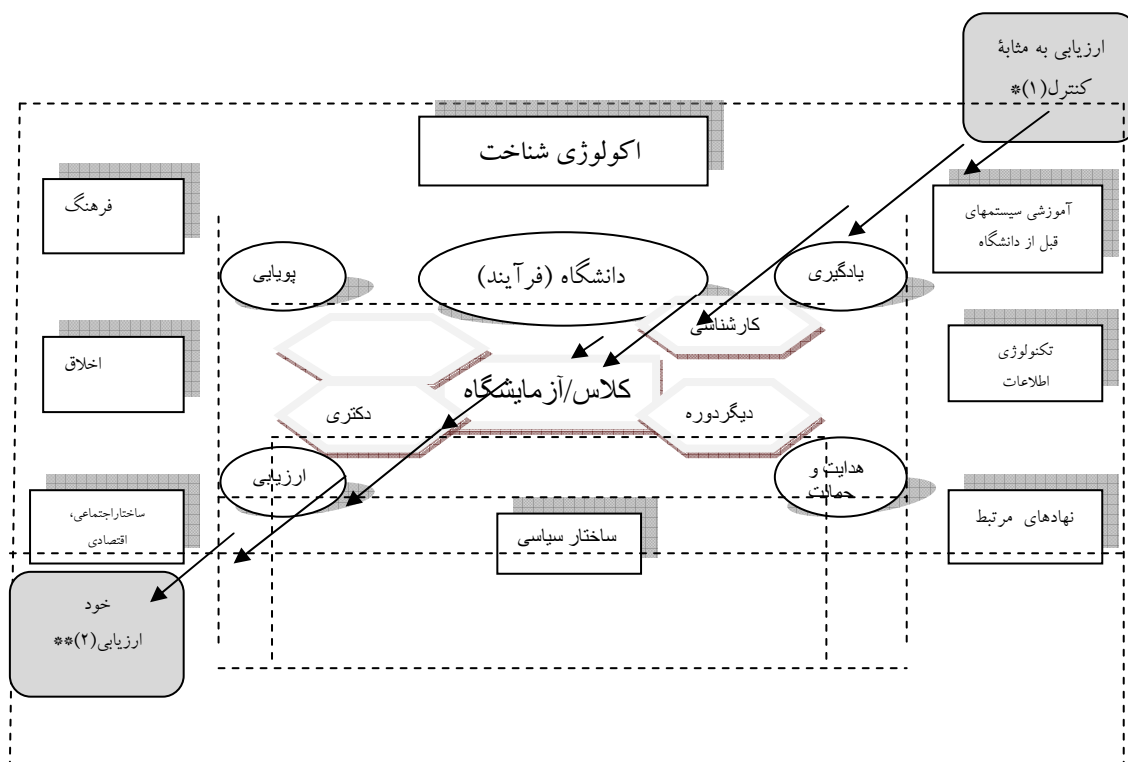 ارزیابی به مثابۀ
کنترل(۱)*
اکولوژی شناخت
آموزشی سیستمهای
قبل از دانشگاه
فرهنگ
یادگیری
دانشگاه (فرآیند)
پویایی
کارشناسی
تکنولوژی
اطلاعات
اخلاق
کلاس/آزمایشگاه
دیگردوره
دکتری
هدایت و
حمایت
ارزیابی
نهادهای مرتبط
ساختار سیاسی
ساختاراجتماعی،
اقتصادی
خود
ارزیابی(۲)**